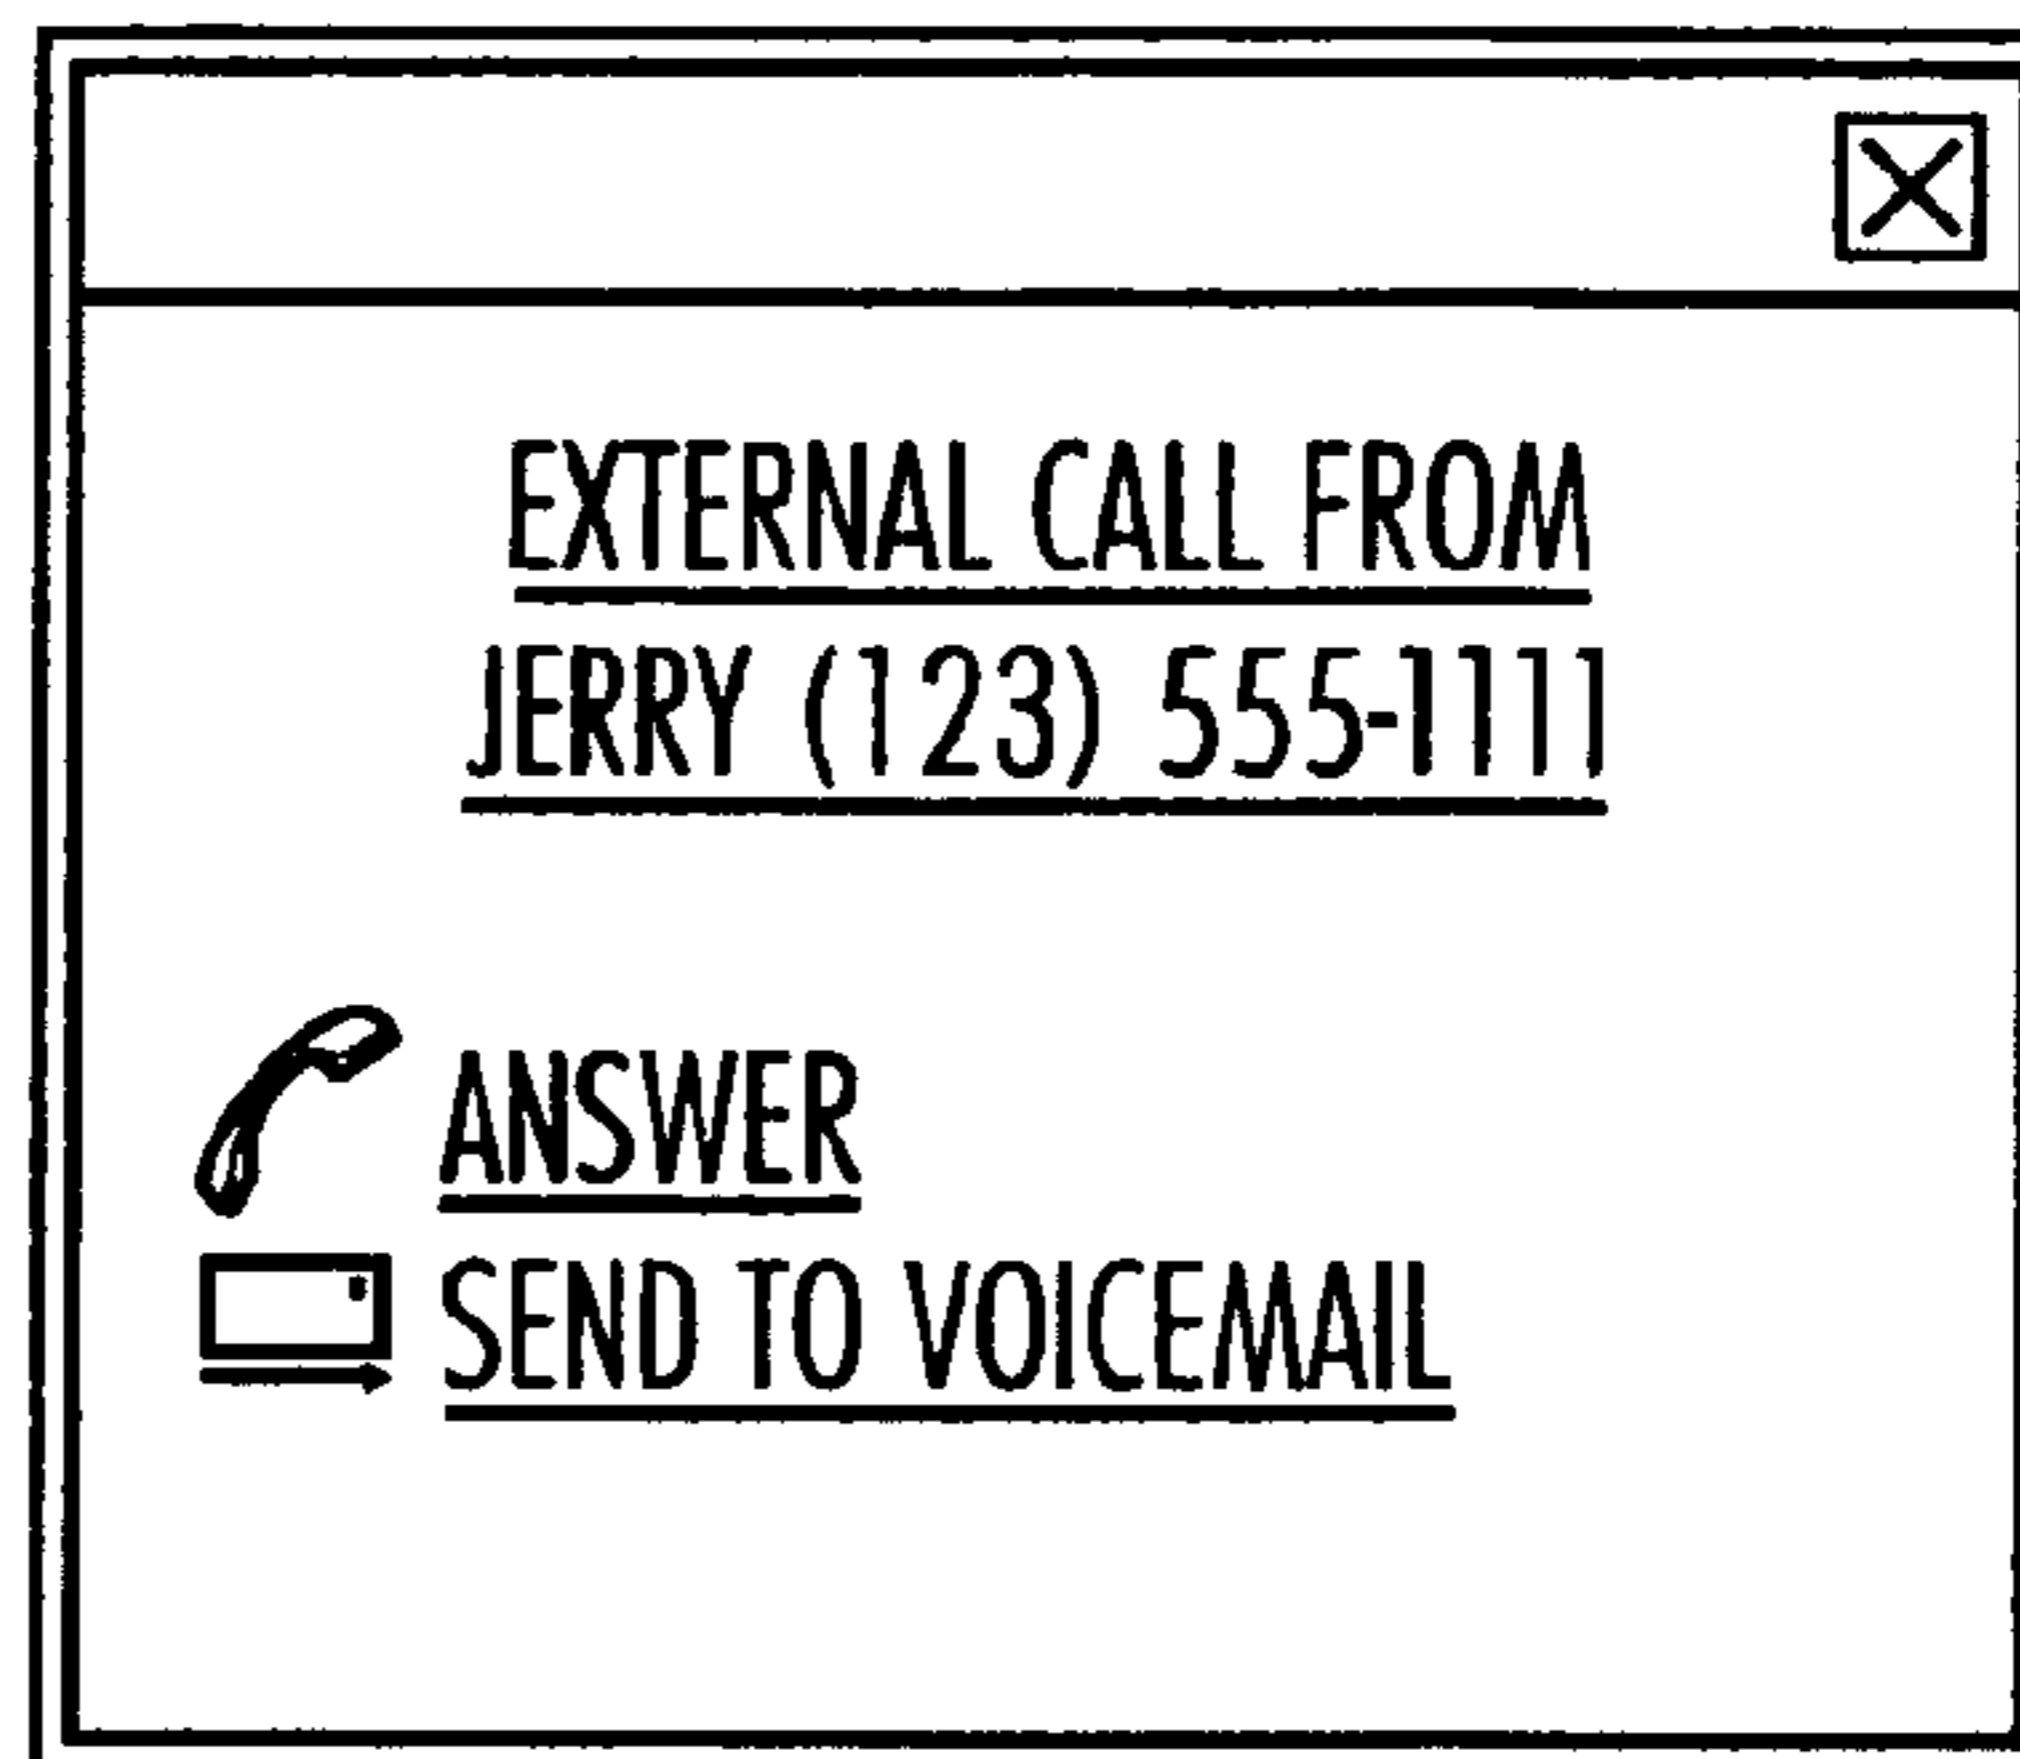 EXTERNAL CALL FROM
JERRY (123) 555-1111
ANSWER
SEND TO VOICEMAIL